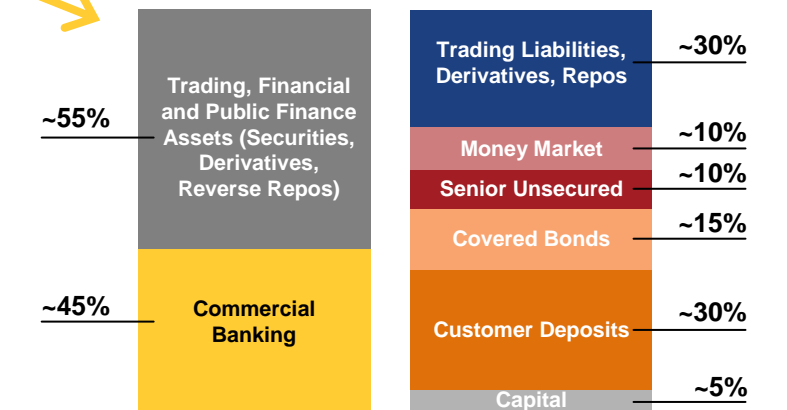 ~55%
Trading, Financial
and Public Finance
Assets (Securities,
Derivatives,
Reverse Repos)
~45%
Commercial
Banking
Trading Liabilities,
Derivatives, Repos
~30%
Money Market
~10%
Senior Unsecured
~10%
Covered Bonds
~15%
Customer Deposits
~30%
Capital
~5%